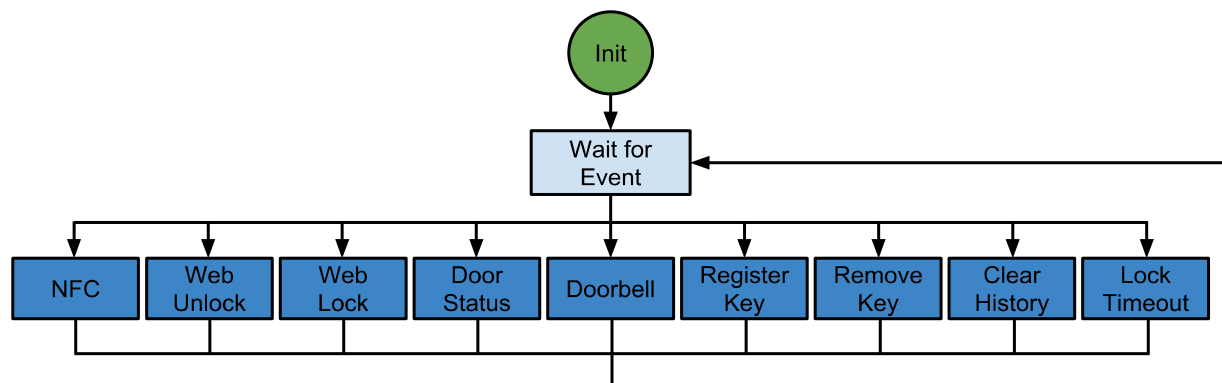 Init
Wait for
Event
NFC
Web
Unlock
Web
Lock
Door
Status
Doorbell
Register
Key
Remove
Key
Clear
History
Lock
Timeout